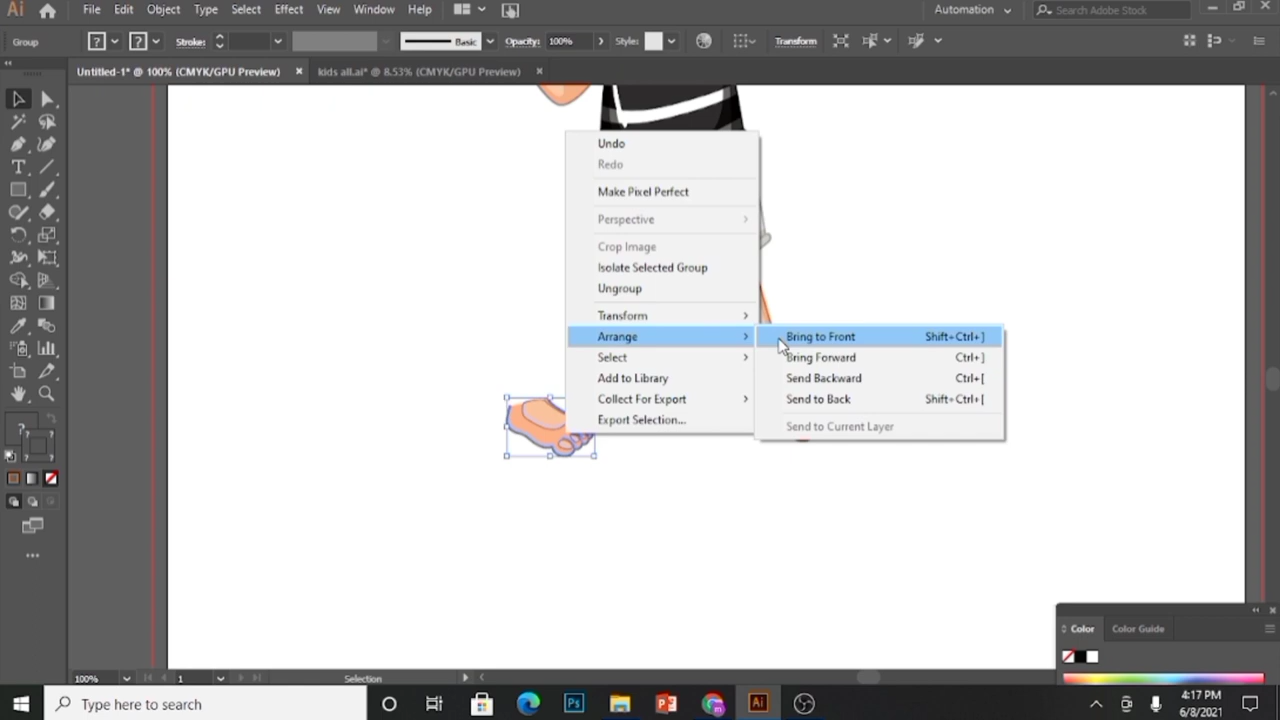 Ai File Edit Object Type Select Effect View Window Help Automation Search Adobe Stock
Group ? ? Stroke: Basic Opacity: 100% Style: Transform
Untitled-1* @ 100% (CMYK/GPU Preview) × kids all.ai* @ 8.53% (CMYK/GPU Preview) ×
Undo
Redo
Make Pixel Perfect
Perspective
Crop Image
Isolate Selected Group
Ungroup
Transform
Arrange
Select
Add to Library
Collect For Export
Export Selection...
Bring to Front Shift+Ctrl+]
Bring Forward Ctrl+]
Send Backward Ctrl+[
Send to Back Shift+Ctrl+[
Send to Current Layer
Color Color Guide
100% 1 Selection
Type here to search
4:17 PM
6/8/2021